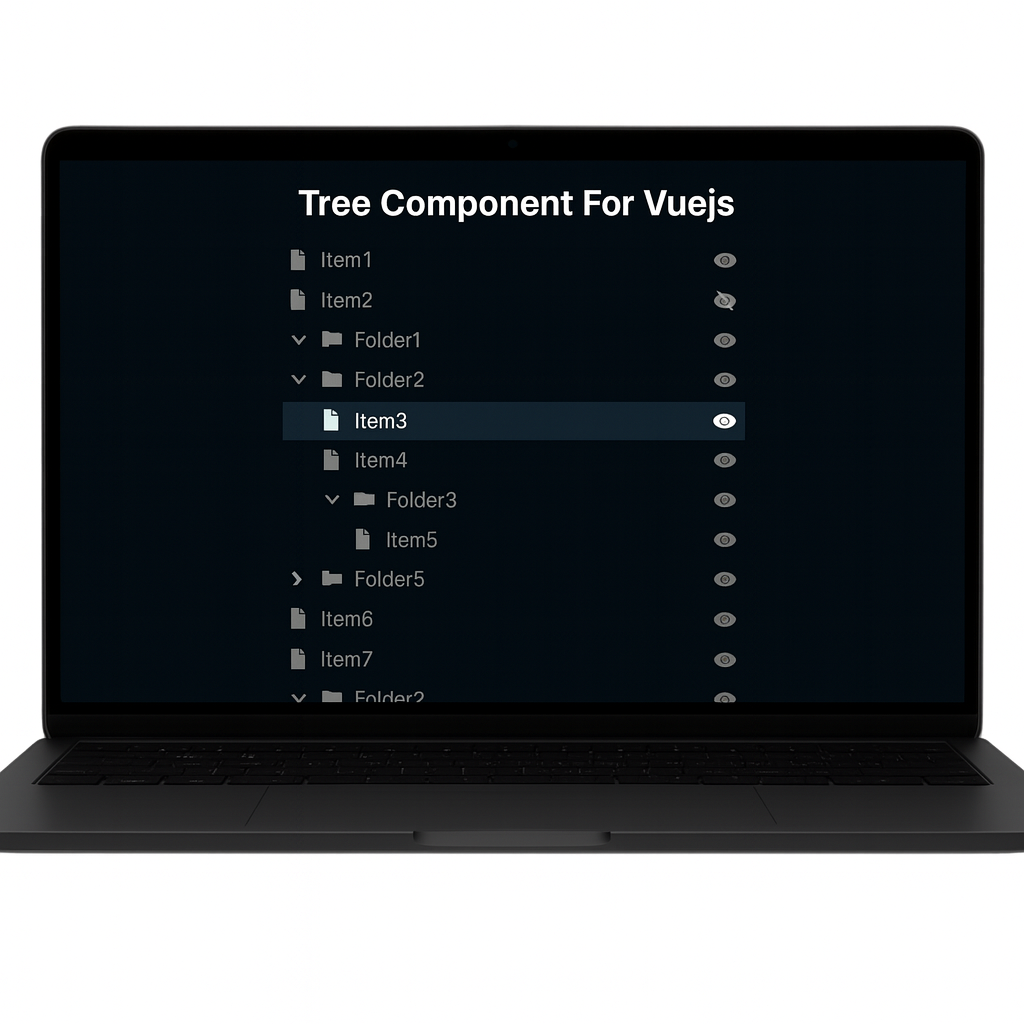 Tree Component For Vuejs
Item1
Item2
Folder1
Folder2
Item3
Item4
Folder3
Item5
Folder5
Item6
Item7
Folder2